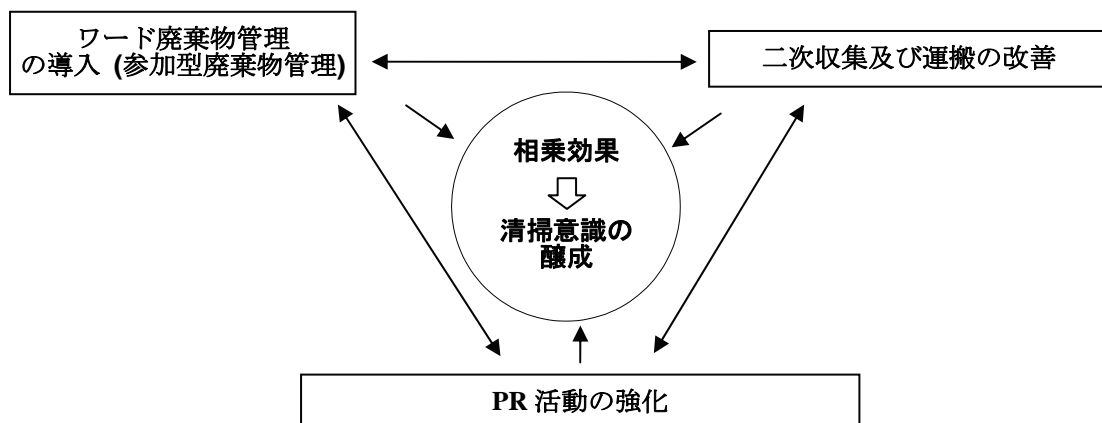 ワード廃棄物管理
の導入 (参加型廃棄物管理)
二次収集及び運搬の改善
相乗効果
清掃意識の
醸成
PR 活動の強化